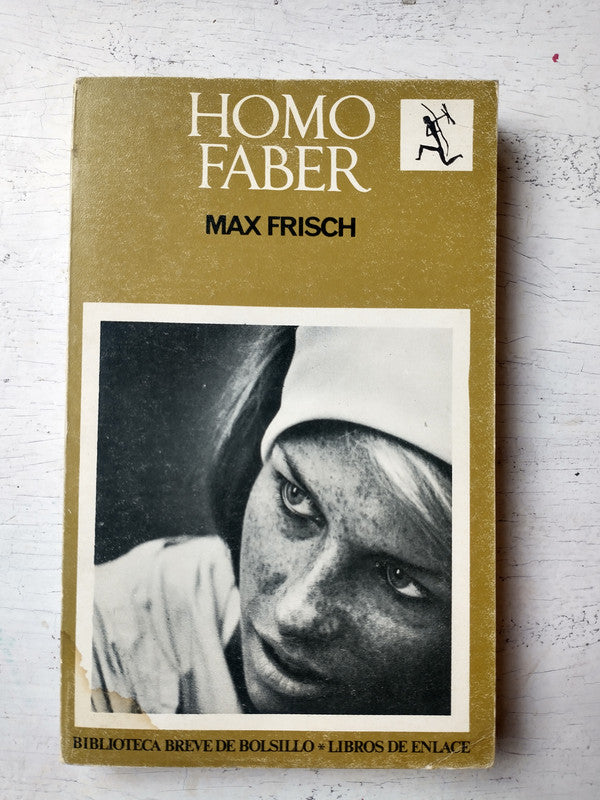 HOMO
FABER
MAX FRISCH
BIBLIOTECA BREVE DE BOLSILLO * LIBROS DE ENLACE